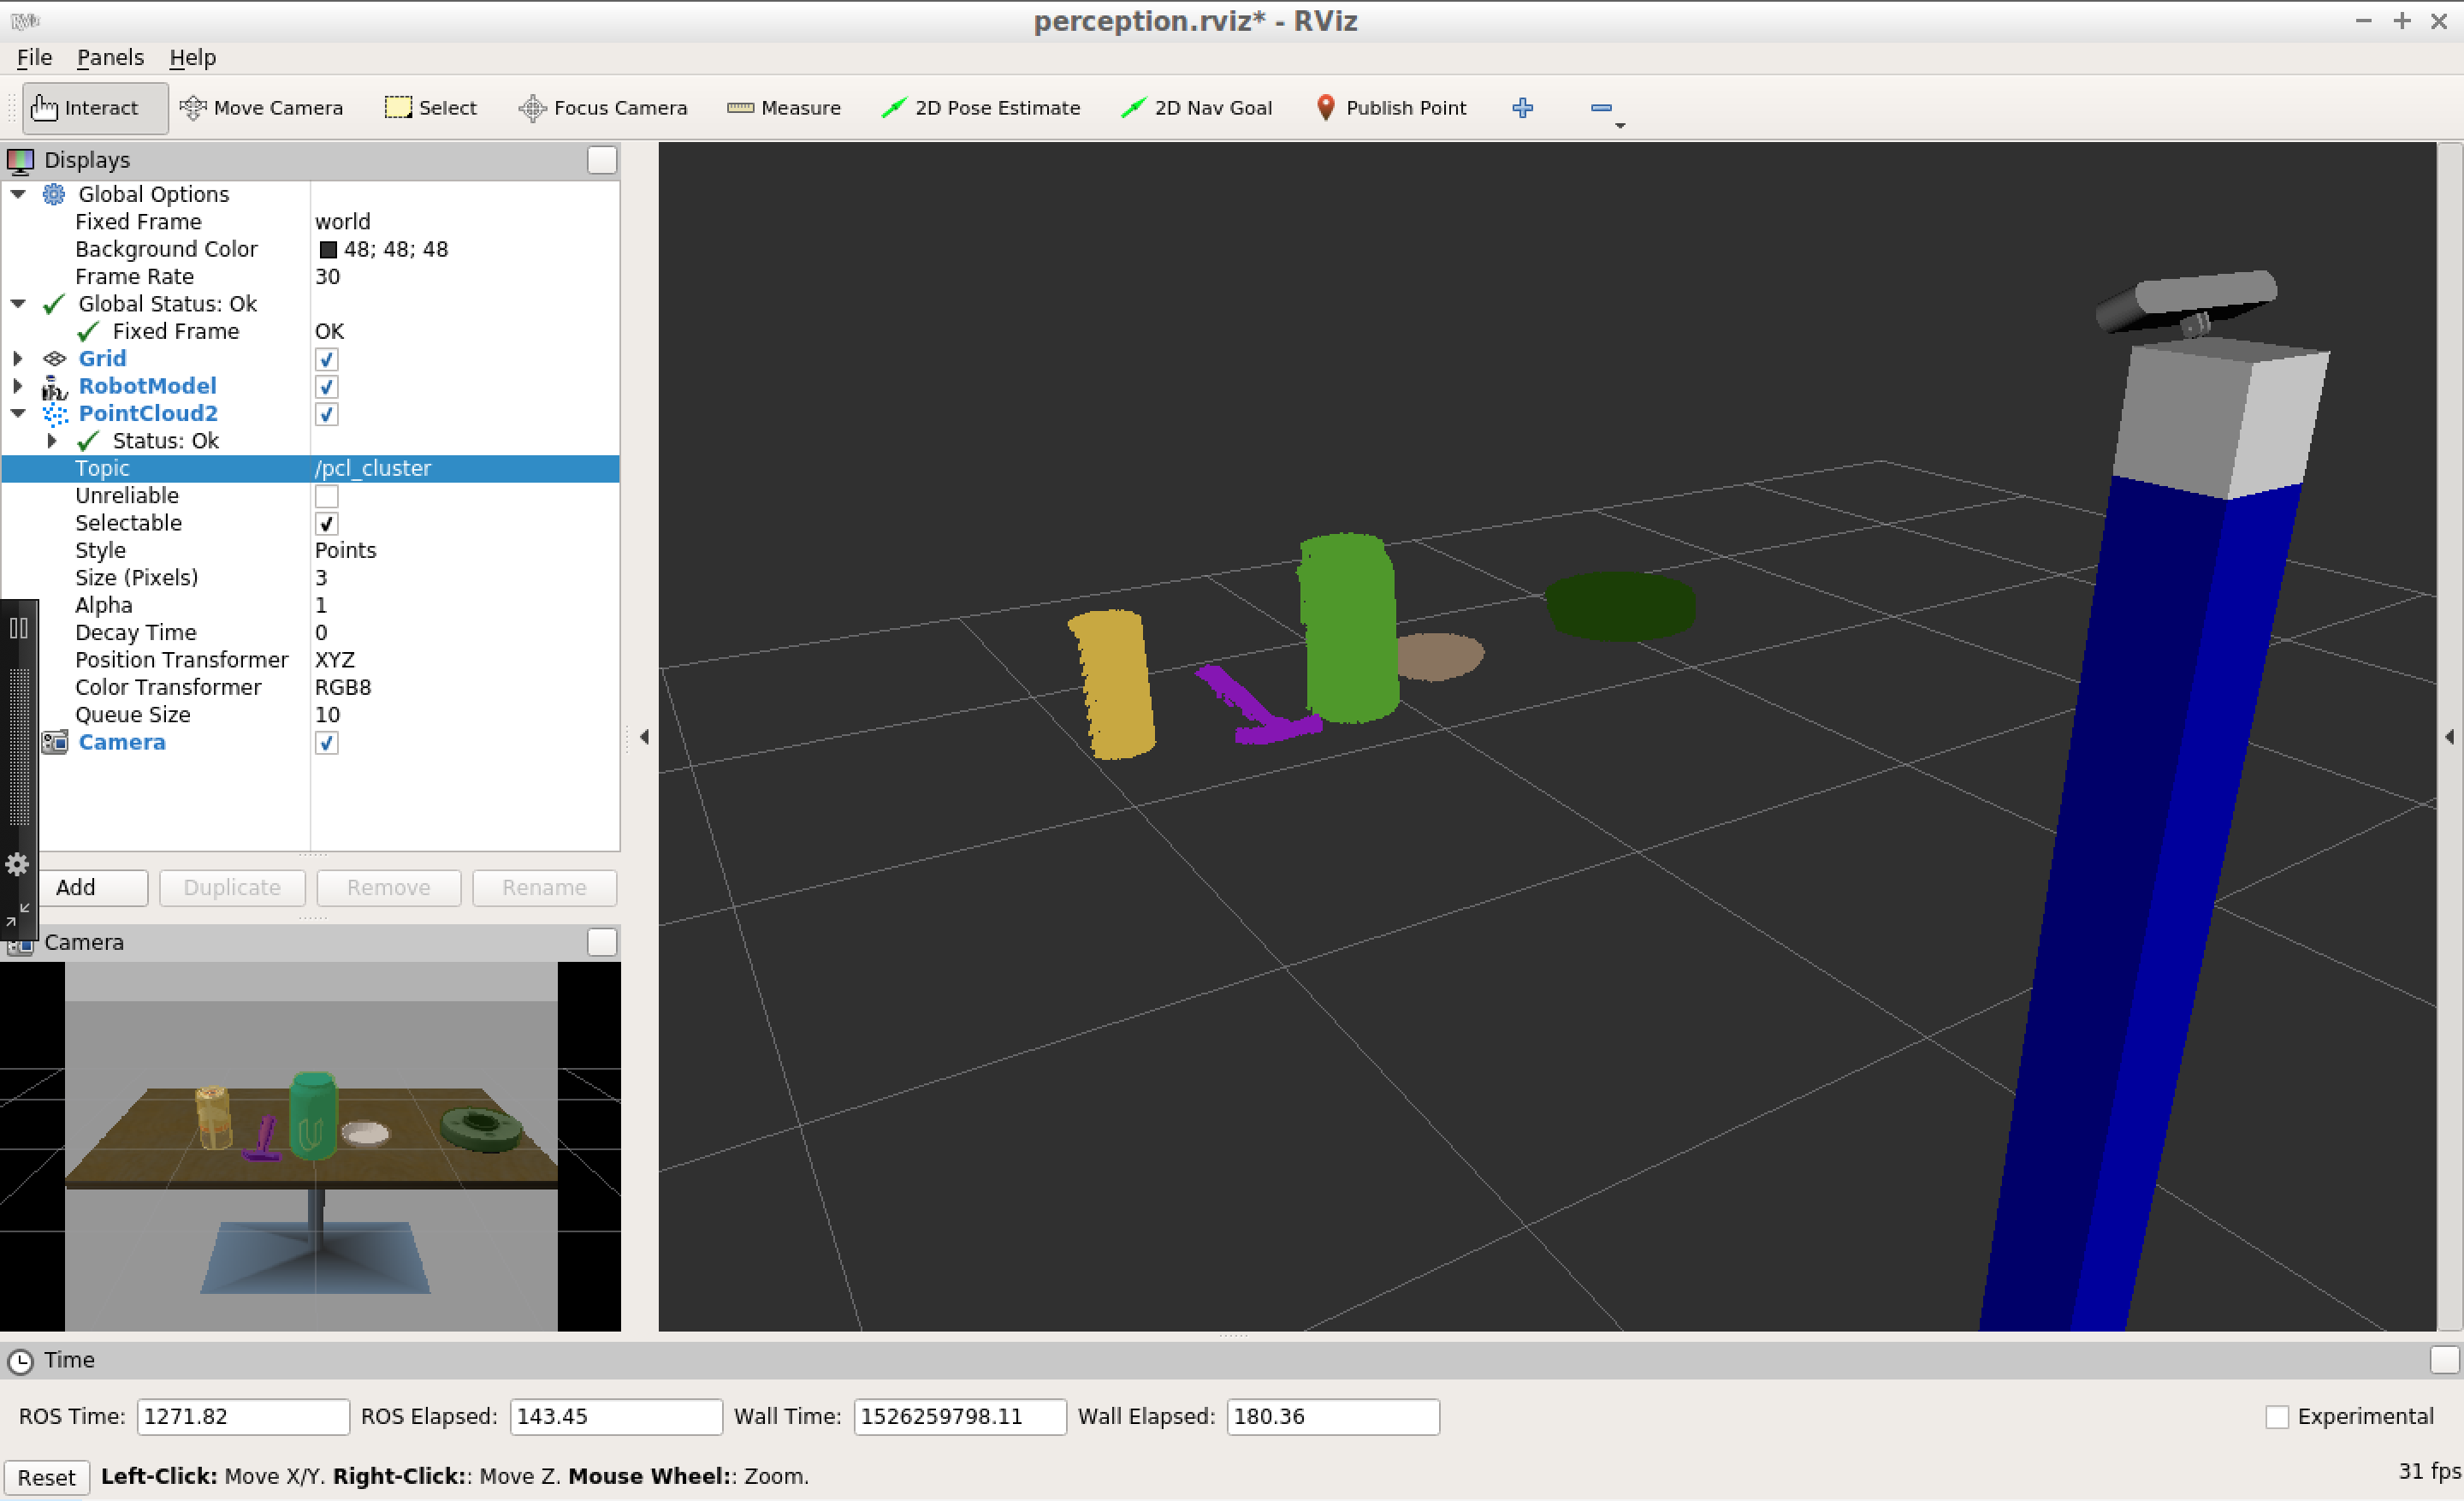 perception.rviz* - RViz
File Panels Help
Interact Move Camera Select Focus Camera Measure 2D Pose Estimate 2D Nav Goal Publish Point
Displays
Global Options
Fixed Frame world
Background Color 48; 48; 48
Frame Rate 30
Global Status: Ok
Fixed Frame OK
Grid
RobotModel
PointCloud2
Status: Ok
Topic /pcl_cluster
Unreliable
Selectable
Style Points
Size (Pixels) 3
Alpha 1
Decay Time 0
Position Transformer XYZ
Color Transformer RGB8
Queue Size 10
Camera
Add Duplicate Remove Rename
Camera
Time
ROS Time: 1271.82 ROS Elapsed: 143.45 Wall Time: 1526259798.11 Wall Elapsed: 180.36 Experimental
Reset Left-Click: Move X/Y. Right-Click:: Move Z. Mouse Wheel:: Zoom. 31 fps